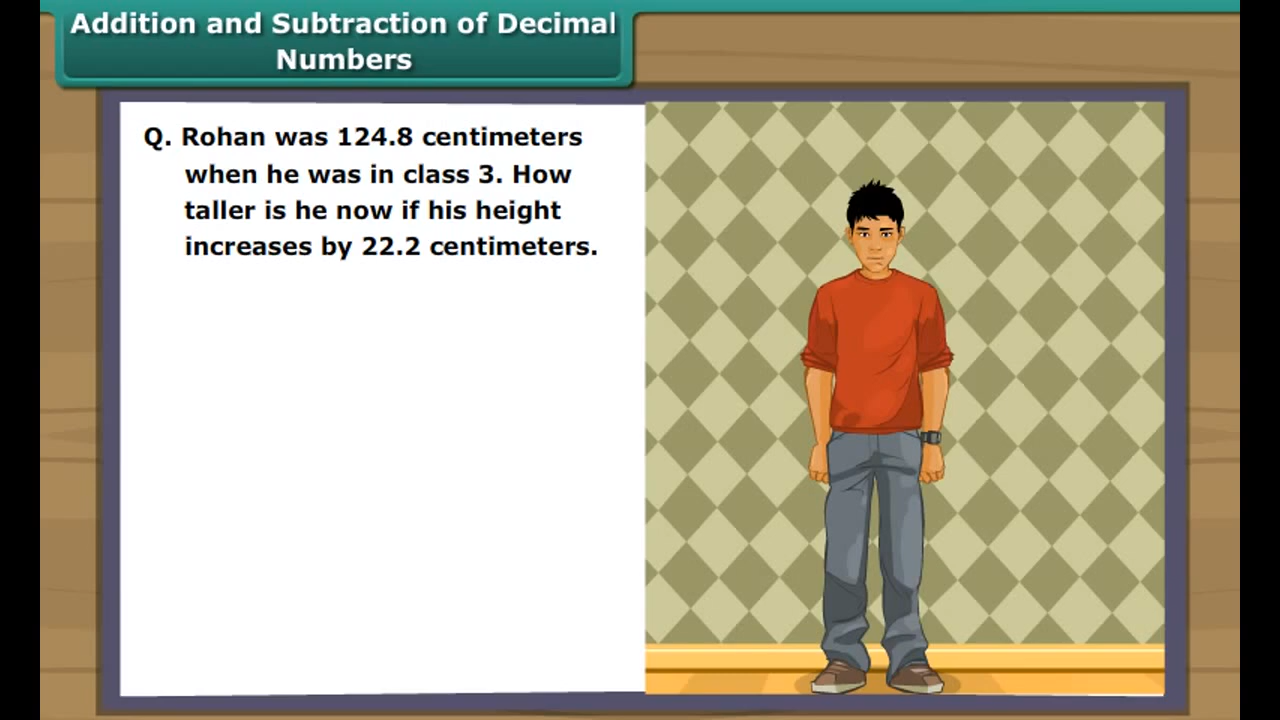 Addition and Subtraction of Decimal
Numbers
Q. Rohan was 124.8 centimeters
when he was in class 3. How
taller is he now if his height
increases by 22.2 centimeters.